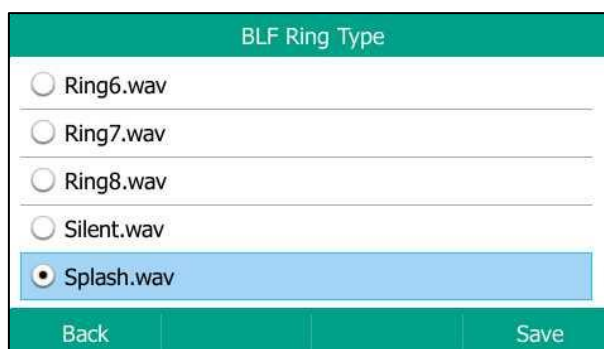 BLF Ring Type
Ring6.wav
Ring7.wav
Ring8.wav
Silent.wav
Splash.wav
Back Save